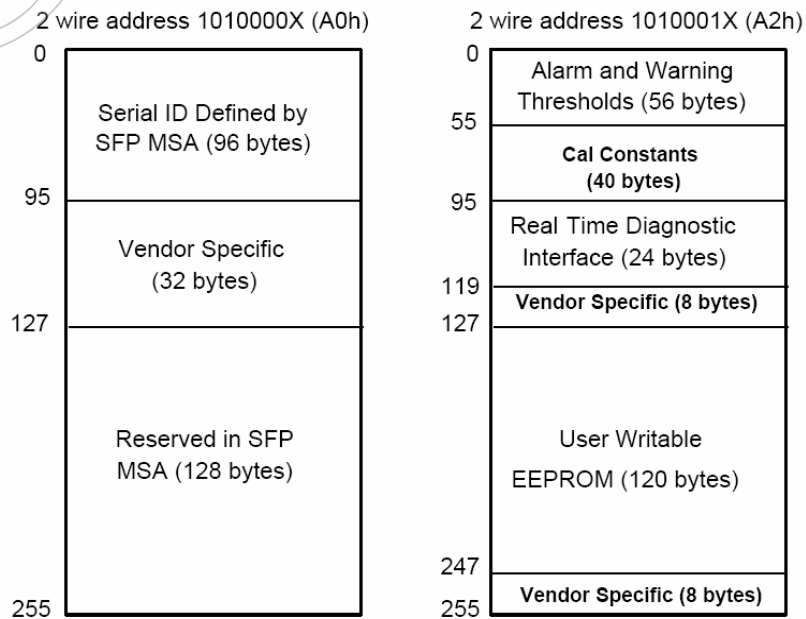 2 wire address 1010000X (A0h)
0
Serial ID Defined by
SFP MSA (96 bytes)
95
Vendor Specific
(32 bytes)
127
Reserved in SFP
MSA (128 bytes)
255
2 wire address 1010001X (A2h)
0
Alarm and Warning
Thresholds (56 bytes)
55
Cal Constants
(40 bytes)
95
Real Time Diagnostic
Interface (24 bytes)
119
Vendor Specific (8 bytes)
127
User Writable
EEPROM (120 bytes)
247
Vendor Specific (8 bytes)
255